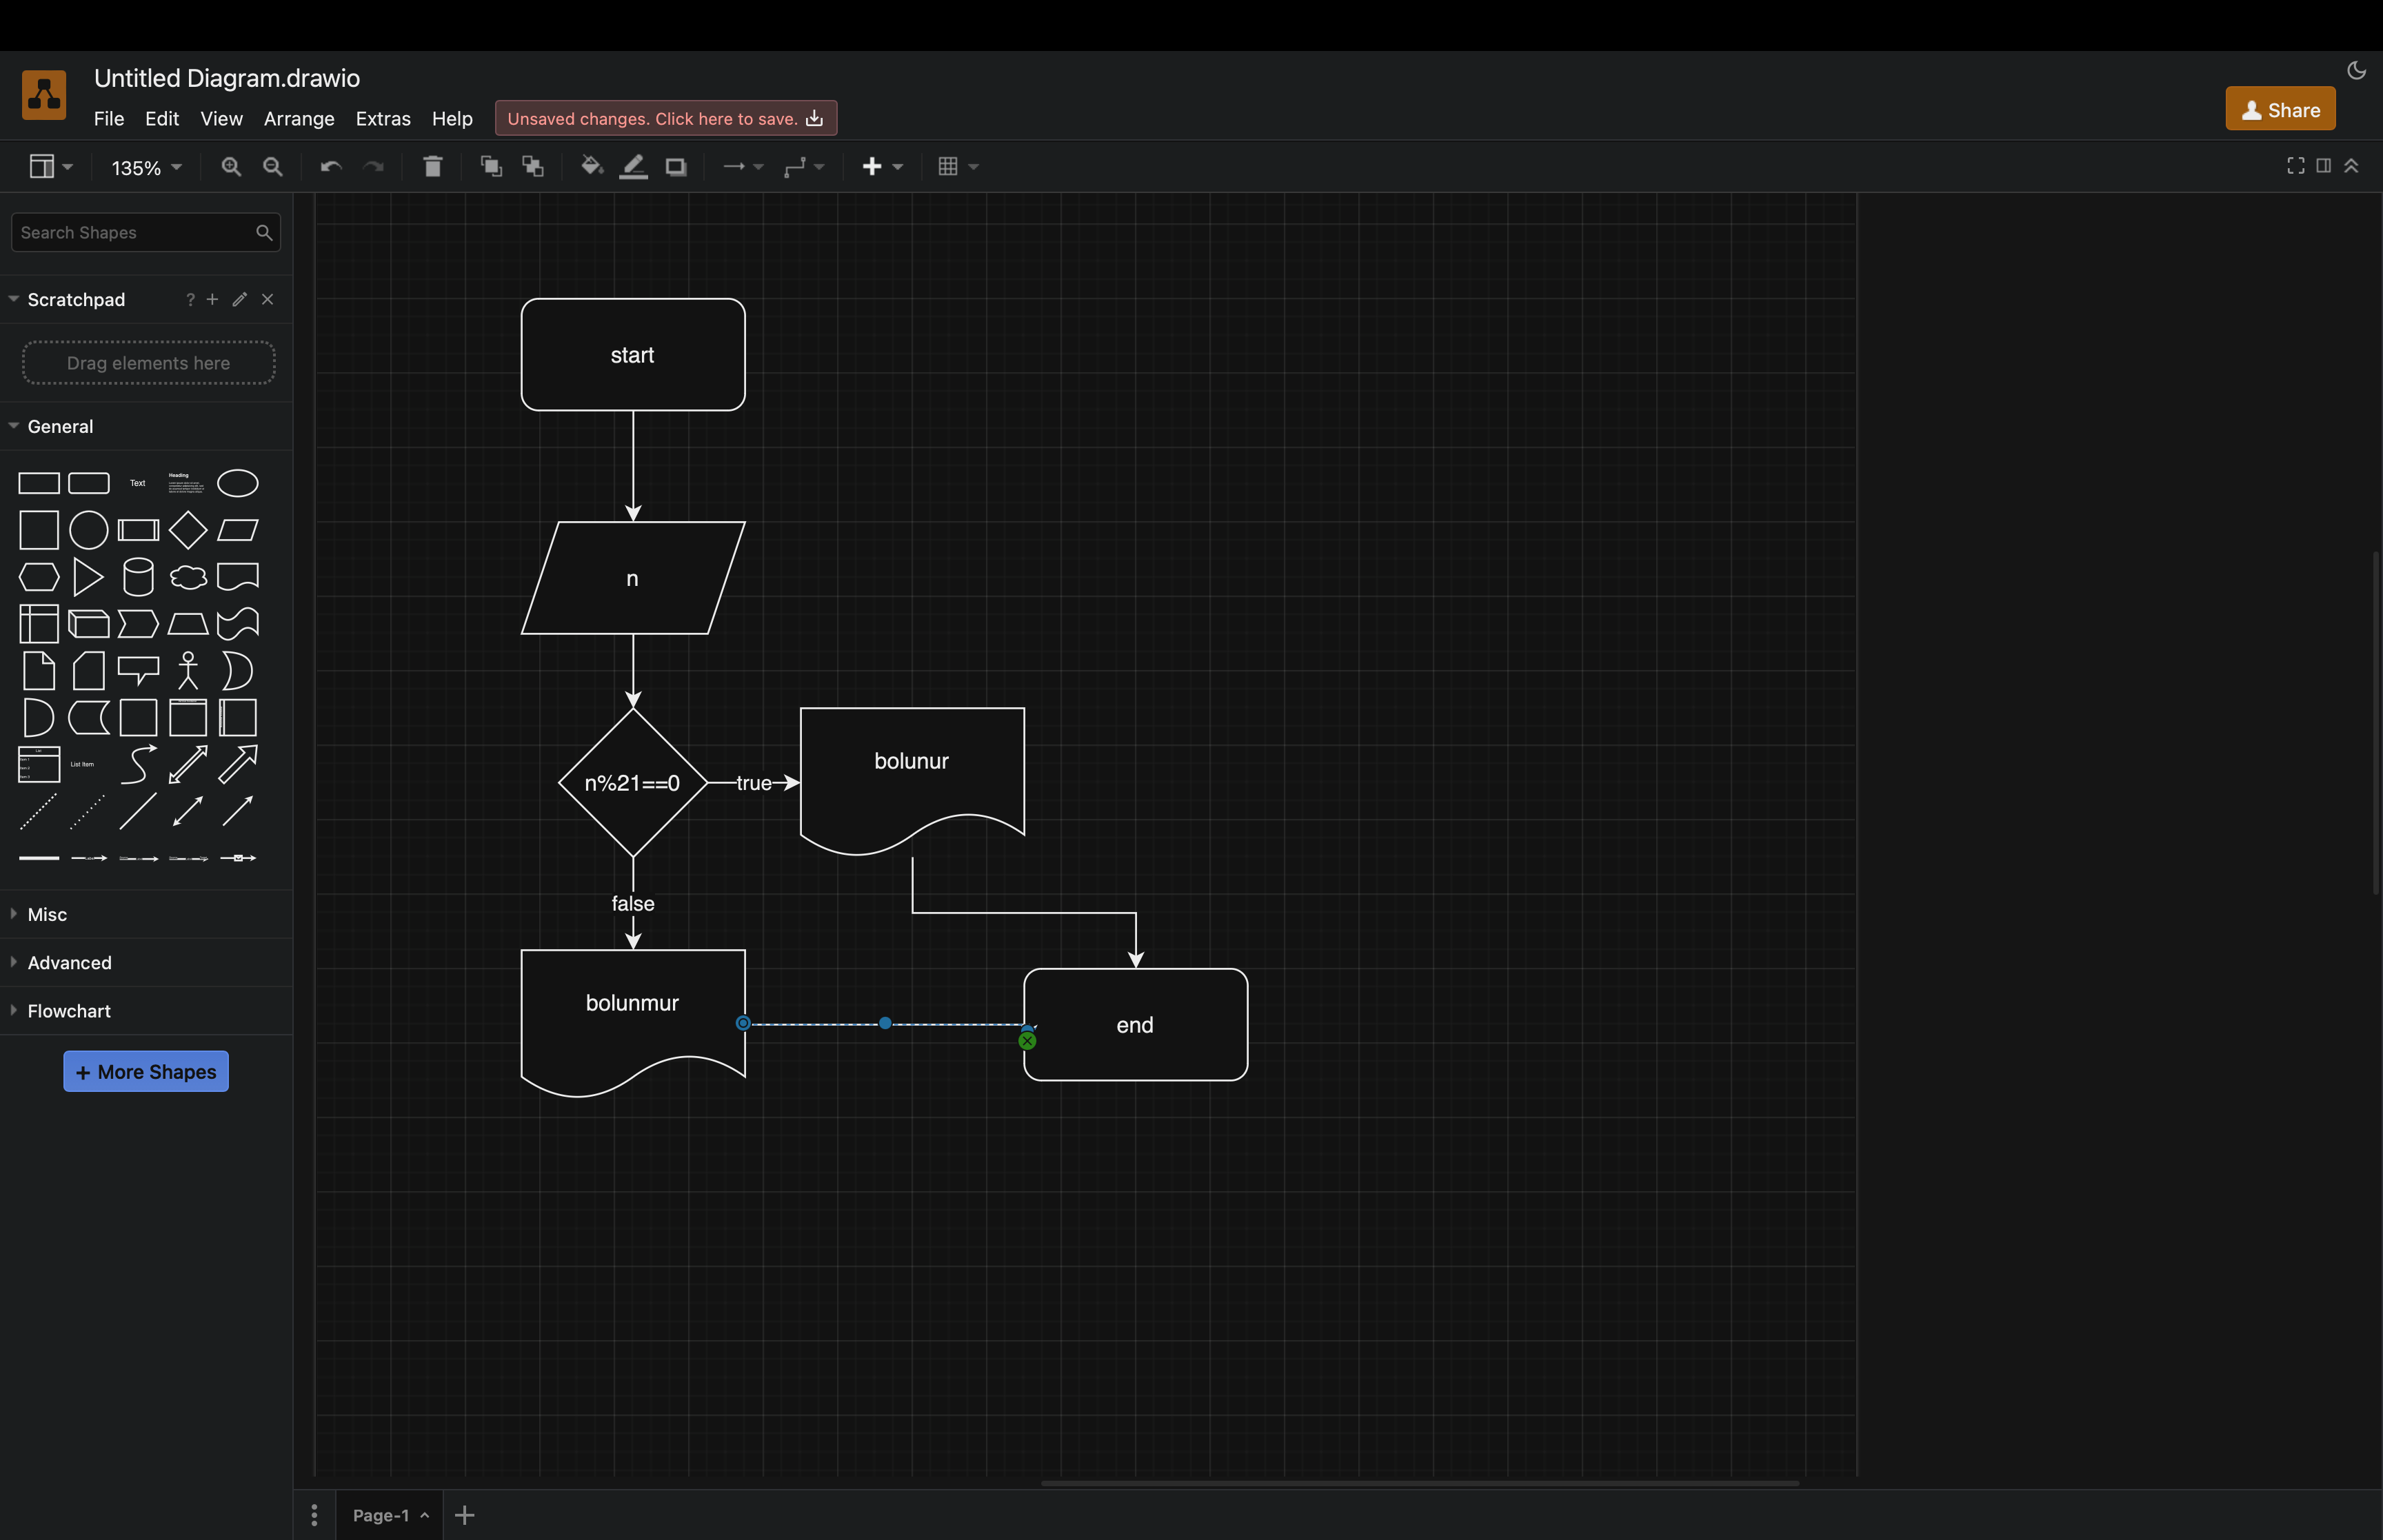 Untitled Diagram.drawio
File Edit View Arrange Extras Help Unsaved changes. Click here to save.
Share
135%
Search Shapes
Scratchpad ?
Drag elements here
General
Text
Heading
List Item
Misc
Advanced
Flowchart
+ More Shapes
start
n
n%21==0
true
bolunur
false
bolunmur
end
Page-1